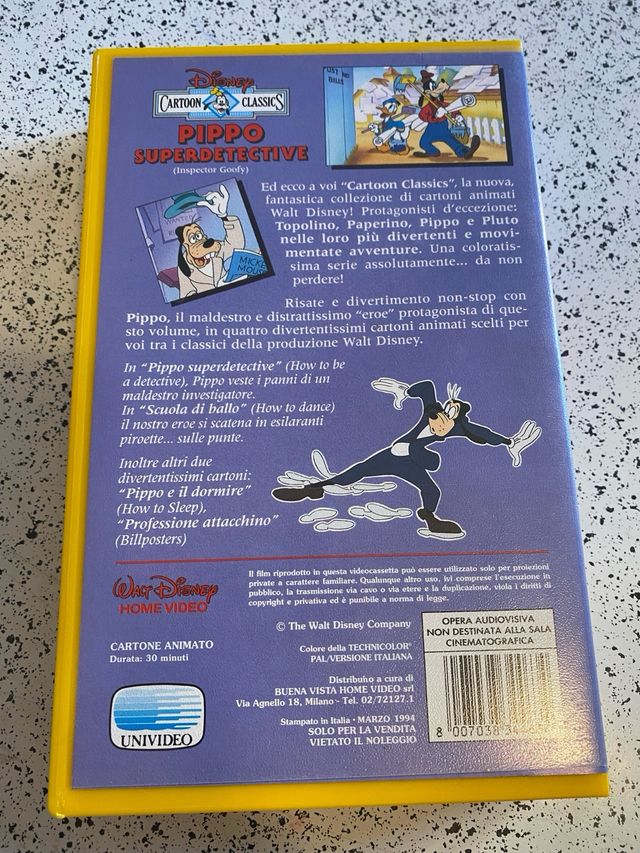 Disney
CARTOON CLASSICS
PIPPO
SUPERDETECTIVE
(Inspector Goofy)
BILLS
WANTED
MICKEY
MOUSE
Ed ecco a voi "Cartoon Classics", la nuova,
fantastica collezione di cartoni animati
Walt Disney! Protagonisti d'eccezione:
Topolino, Paperino, Pippo e Pluto
nelle loro più divertenti e movi-
mentate avventure. Una coloratis-
sima serie assolutamente... da non
perdere!
Risate e divertimento non-stop con
Pippo, il maldestro e distrattissimo "eroe" protagonista di que-
sto volume, in quattro divertentissimi cartoni animati scelti per
voi tra i classici della produzione Walt Disney.
In "Pippo superdetective" (How to be
a detective), Pippo veste i panni di un
maldestro investigatore.
In "Scuola di ballo" (How to dance)
il nostro eroe si scatena in esilaranti
piroette... sulle punte.
Inoltre altri due
divertentissimi cartoni:
"Pippo e il dormire"
(How to Sleep),
"Professione attacchino"
(Billposters)
Walt Disney
HOME VIDEO
Il film riprodotto in questa videocassetta può essere utilizzato solo per proiezioni
private a carattere familiare. Qualunque altro uso, ivi comprese l'esecuzione in
pubblico, la trasmissione via cavo o via etere e la duplicazione, viola i diritti di
copyright e privativa ed è punibile a norma di legge.
© The Walt Disney Company
CARTONE ANIMATO
Durata: 30 minuti
Colore della TECHNICOLOR®
PAL/VERSIONE ITALIANA
Distribuito a cura di
BUENA VISTA HOME VIDEO srl
Via Agnello 18, Milano - Tel. 02/72127.1
Stampato in Italia • MARZO 1994
SOLO PER LA VENDITA
VIETATO IL NOLEGGIO
UNIVIDEO
OPERA AUDIOVISIVA
NON DESTINATA ALLA SALA
CINEMATOGRAFICA
8 007038